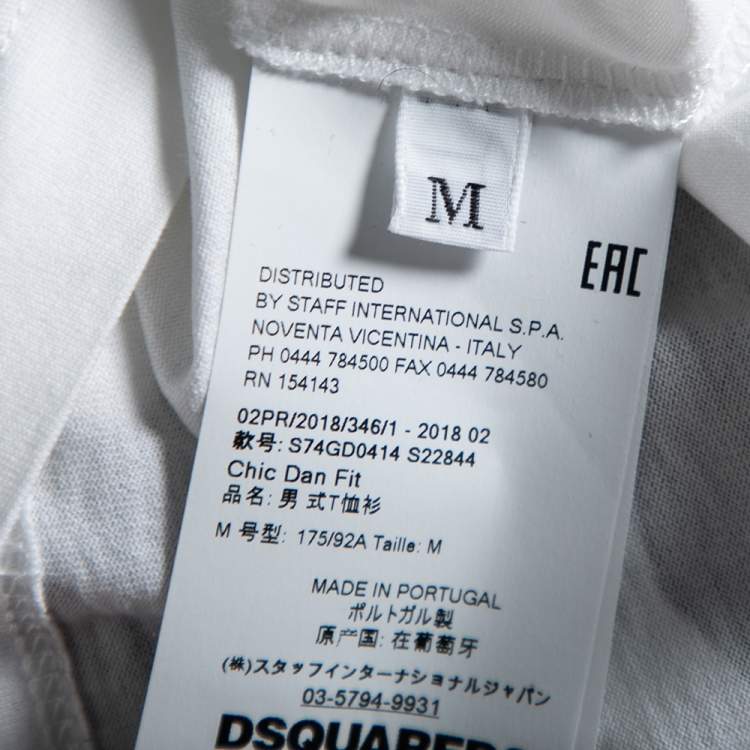 M
EAC
DISTRIBUTED
BY STAFF INTERNATIONAL S.P.A.
NOVENTA VICENTINA - ITALY
PH 0444 784500 FAX 0444 784580
RN 154143
02PR/2018/346/1 - 2018 02
款号: S74GD0414 S22844
Chic Dan Fit
品名: 男 式T恤衫
M 号型: 175/92A Taille: M
MADE IN PORTUGAL
ポルトガル製
原产国: 在葡萄牙
(株)スタッフインターナショナルジャパン
03-5794-9931
DSQUARED